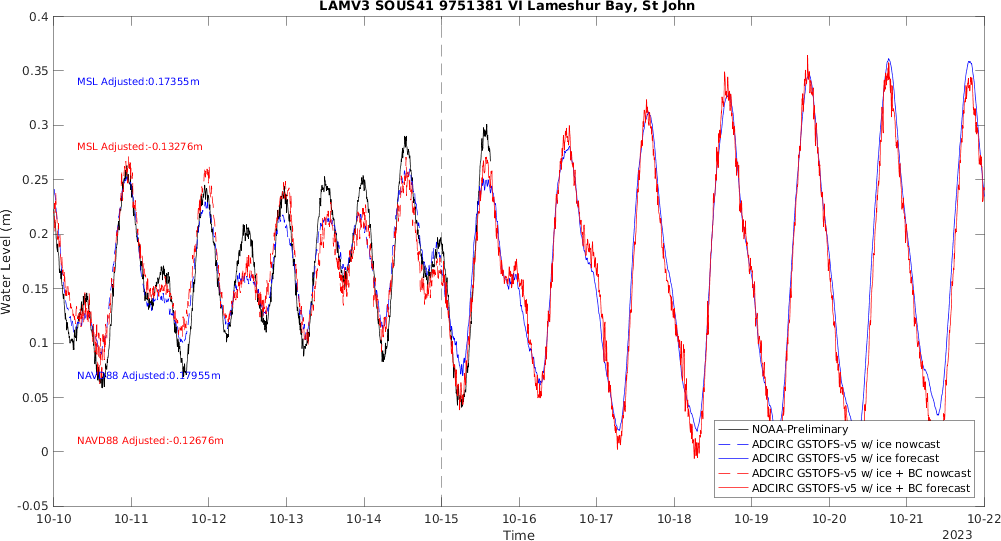 LAMV3 SOUS41 9751381 VI Lameshur Bay, St John
0.4
0.35
0.3
0.25
0.2
0.15
0.1
0.05
0
-0.05
Water Level (m)
MSL Adjusted:0.17355m
MSL Adjusted:-0.13276m
NAVD88 Adjusted:0.17955m
NAVD88 Adjusted:-0.12676m
NOAA-Preliminary
ADCIRC GSTOFS-v5 w/ ice nowcast
ADCIRC GSTOFS-v5 w/ ice forecast
ADCIRC GSTOFS-v5 w/ ice + BC nowcast
ADCIRC GSTOFS-v5 w/ ice + BC forecast
10-10 10-11 10-12 10-13 10-14 10-15 10-16 10-17 10-18 10-19 10-20 10-21 10-22
Time
2023